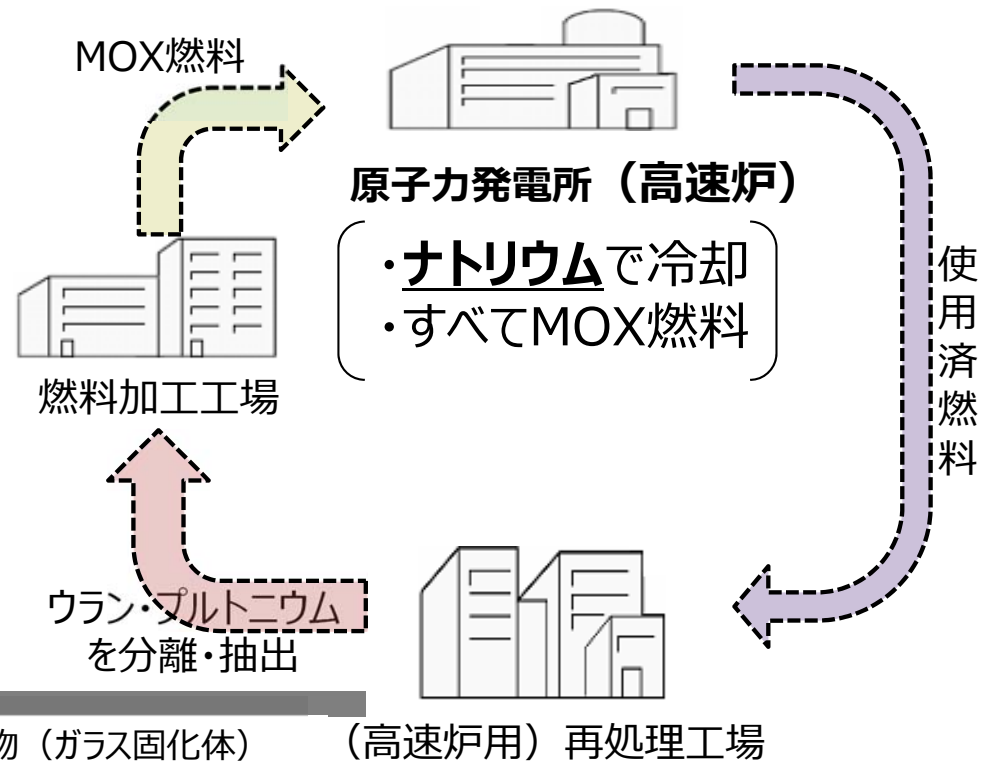 MOX燃料
原子力発電所（高速炉）
・ナトリウムで冷却
・すべてMOX燃料
使用済燃料
燃料加工工場
ウラン・プルトニウム
を分離・抽出
物（ガラス固化体）
（高速炉用）再処理工場